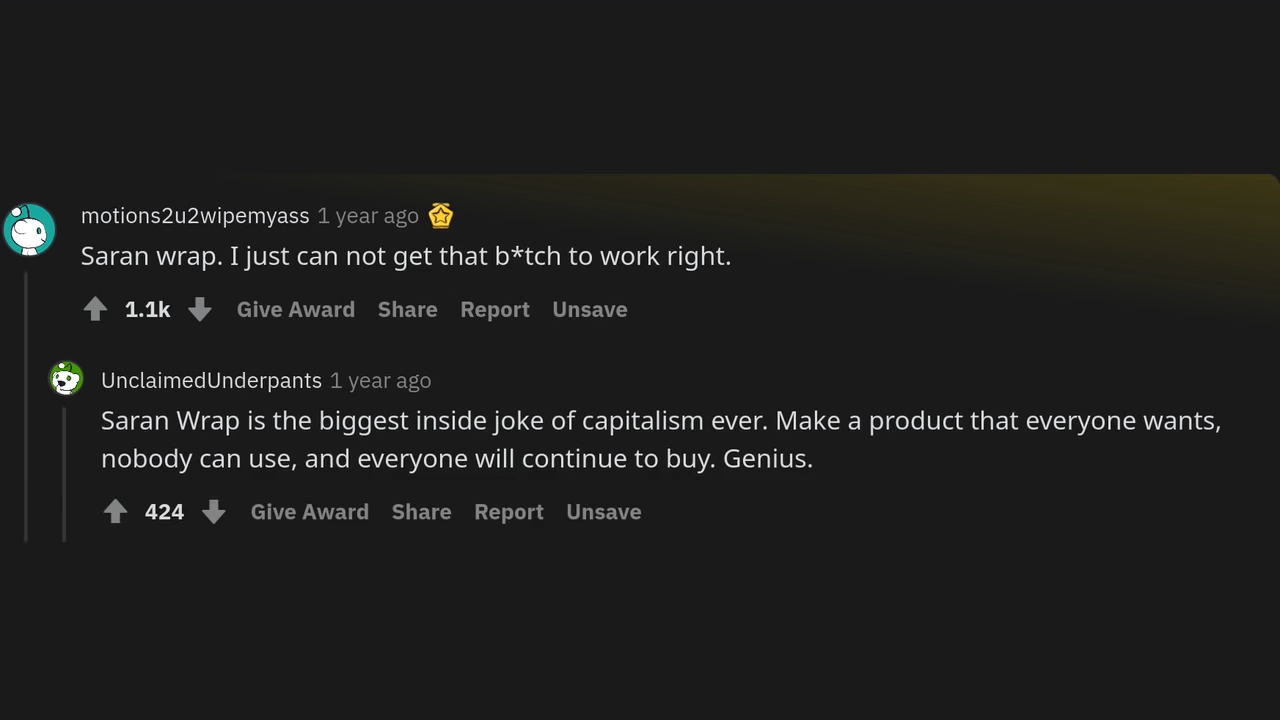 motions2u2wipemyass 1 year ago
Saran wrap. I just can not get that b*tch to work right.
1.1k Give Award Share Report Unsave
UnclaimedUnderpants 1 year ago
Saran Wrap is the biggest inside joke of capitalism ever. Make a product that everyone wants,
nobody can use, and everyone will continue to buy. Genius.
424 Give Award Share Report Unsave